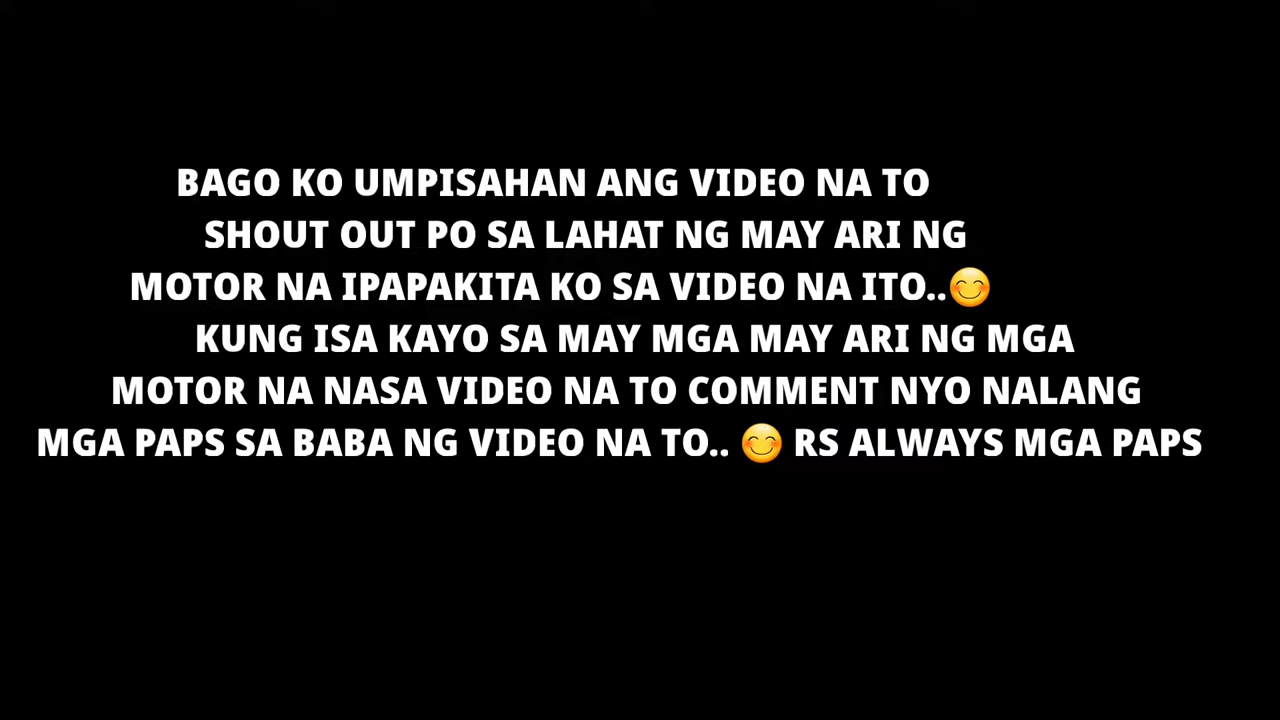 BAGO KO UMPISAHAN ANG VIDEO NA TO
SHOUT OUT PO SA LAHAT NG MAY ARI NG
MOTOR NA IPAPAKITA KO SA VIDEO NA ITO..😊
KUNG ISA KAYO SA MAY MGA MAY ARI NG MGA
MOTOR NA NASA VIDEO NA TO COMMENT NYO NALANG
MGA PAPS SA BABA NG VIDEO NA TO.. 😊 RS ALWAYS MGA PAPS